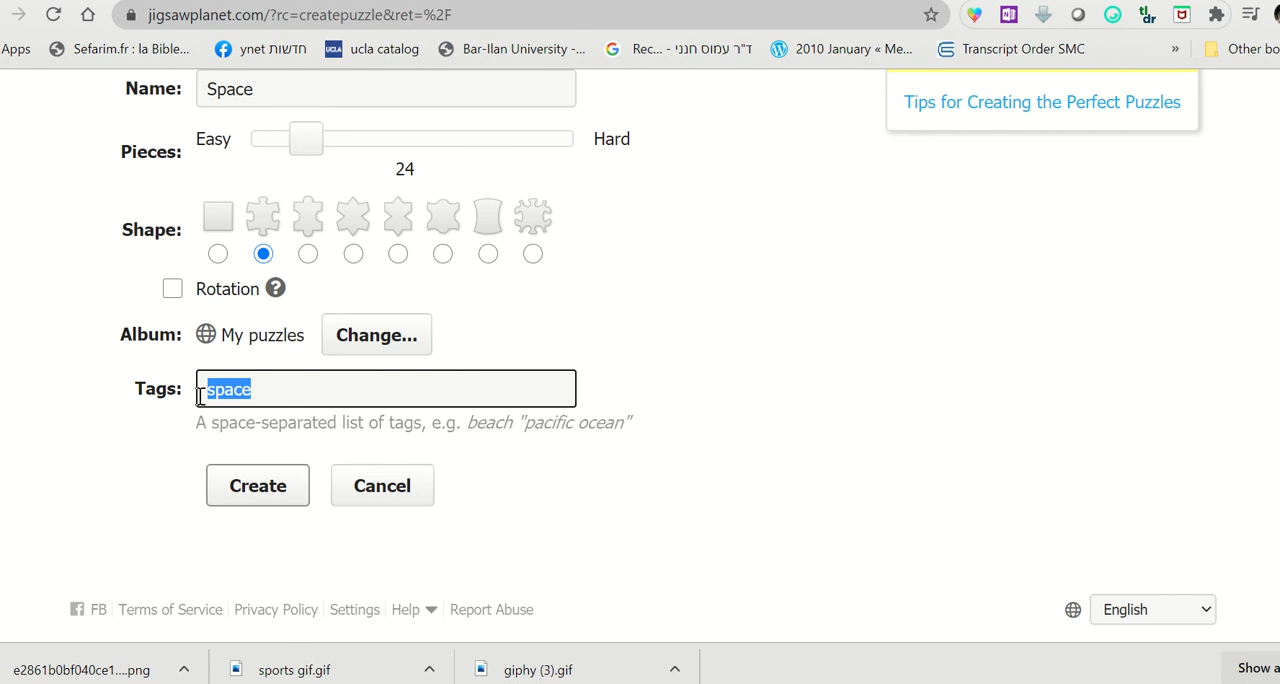 jigsawplanet.com/?rc=createpuzzle&ret=%2F
Apps Sefarim.fr : la Bible... ynet חדשות UCLA ucla catalog Bar-Ilan University -... Rec... - ד"ר עמוס חנני 2010 January « Me... Transcript Order SMC » Other bo
Name: Space
Tips for Creating the Perfect Puzzles
Pieces: Easy Hard
24
Shape:
Rotation ?
Album: My puzzles Change...
Tags: space
A space-separated list of tags, e.g. beach "pacific ocean"
Create Cancel
FB Terms of Service Privacy Policy Settings Help Report Abuse English
e2861b0bf040ce1....png sports gif.gif giphy (3).gif Show a